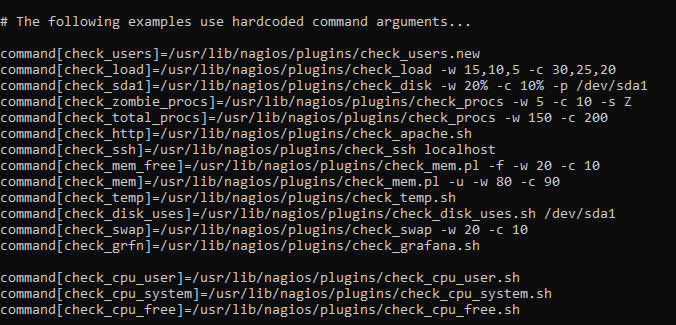 # The following examples use hardcoded command arguments...
command[check_users]=/usr/lib/nagios/plugins/check_users.new
command[check_load]=/usr/lib/nagios/plugins/check_load -w 15,10,5 -c 30,25,20
command[check_sda1]=/usr/lib/nagios/plugins/check_disk -w 20% -c 10% -p /dev/sda1
command[check_zombie_procs]=/usr/lib/nagios/plugins/check_procs -w 5 -c 10 -s Z
command[check_total_procs]=/usr/lib/nagios/plugins/check_procs -w 150 -c 200
command[check_http]=/usr/lib/nagios/plugins/check_apache.sh
command[check_ssh]=/usr/lib/nagios/plugins/check_ssh localhost
command[check_mem_free]=/usr/lib/nagios/plugins/check_mem.pl -f -w 20 -c 10
command[check_mem]=/usr/lib/nagios/plugins/check_mem.pl -u -w 80 -c 90
command[check_temp]=/usr/lib/nagios/plugins/check_temp.sh
command[check_disk_uses]=/usr/lib/nagios/plugins/check_disk_uses.sh /dev/sda1
command[check_swap]=/usr/lib/nagios/plugins/check_swap -w 20 -c 10
command[check_grfn]=/usr/lib/nagios/plugins/check_grafana.sh
command[check_cpu_user]=/usr/lib/nagios/plugins/check_cpu_user.sh
command[check_cpu_system]=/usr/lib/nagios/plugins/check_cpu_system.sh
command[check_cpu_free]=/usr/lib/nagios/plugins/check_cpu_free.sh